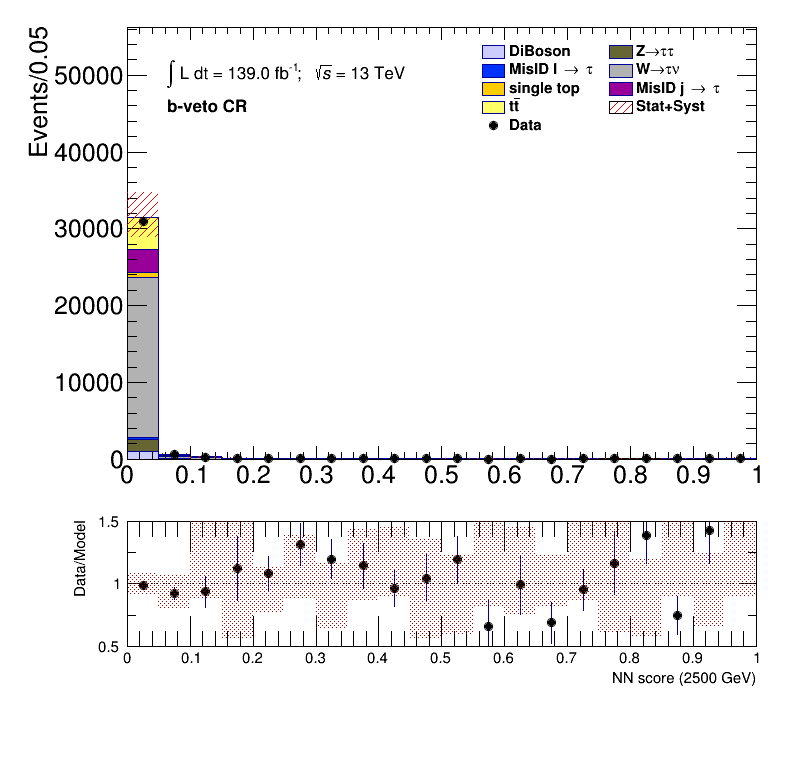 Events/0.05
50000
40000
30000
20000
10000
0
∫ L dt = 139.0 fb⁻¹; √s = 13 TeV
b-veto CR
DiBoson
MisID l → τ
single top
tt̄
Data
Z→ττ
W→τν
MisID j → τ
Stat+Syst
0 0.1 0.2 0.3 0.4 0.5 0.6 0.7 0.8 0.9 1
Data/Model
1.5
1
0.5
0 0.1 0.2 0.3 0.4 0.5 0.6 0.7 0.8 0.9 1
NN score (2500 GeV)